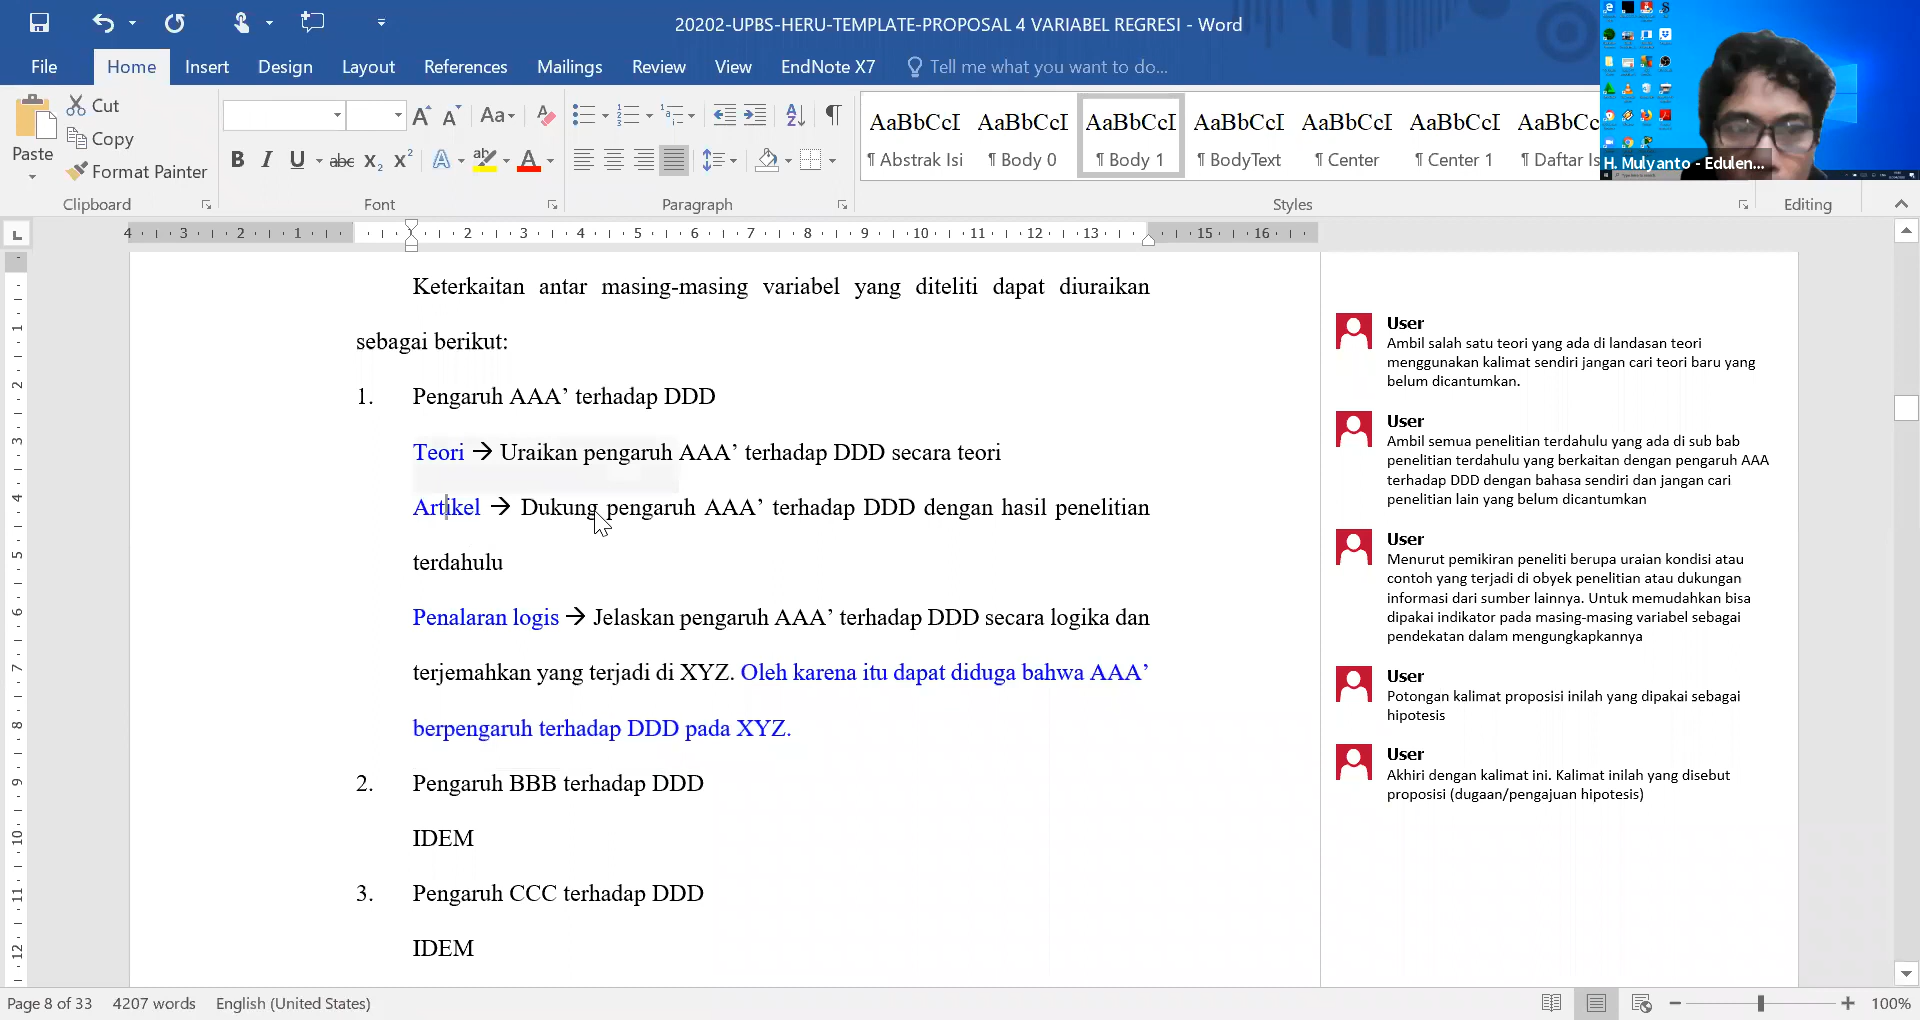 20202-UPBS-HERU-TEMPLATE-PROPOSAL 4 VARIABEL REGRESI - Word
File Home Insert Design Layout References Mailings Review View EndNote X7 Tell me what you want to do...
Paste
Cut
Copy
Format Painter
Clipboard
Font
Paragraph
AaBbCcI AaBbCcI AaBbCcI AaBbCcI AaBbCcI AaBbCcI AaBbCc
¶ Abstrak Isi ¶ Body 0 ¶ Body 1 ¶ BodyText ¶ Center ¶ Center 1 ¶ Daftar Is
Styles
Editing
H. Mulyanto - Edulen...
Keterkaitan antar masing-masing variabel yang diteliti dapat diuraikan
sebagai berikut:
1. Pengaruh AAA’ terhadap DDD
Teori → Uraikan pengaruh AAA’ terhadap DDD secara teori
Artikel → Dukung pengaruh AAA’ terhadap DDD dengan hasil penelitian
terdahulu
Penalaran logis → Jelaskan pengaruh AAA’ terhadap DDD secara logika dan
terjemahkan yang terjadi di XYZ. Oleh karena itu dapat diduga bahwa AAA’
berpengaruh terhadap DDD pada XYZ.
2. Pengaruh BBB terhadap DDD
IDEM
3. Pengaruh CCC terhadap DDD
IDEM
User
Ambil salah satu teori yang ada di landasan teori
menggunakan kalimat sendiri jangan cari teori baru yang
belum dicantumkan.
User
Ambil semua penelitian terdahulu yang ada di sub bab
penelitian terdahulu yang berkaitan dengan pengaruh AAA
terhadap DDD dengan bahasa sendiri dan jangan cari
penelitian lain yang belum dicantumkan
User
Menurut pemikiran peneliti berupa uraian kondisi atau
contoh yang terjadi di obyek penelitian atau dukungan
informasi dari sumber lainnya. Untuk memudahkan bisa
dipakai indikator pada masing-masing variabel sebagai
pendekatan dalam mengungkapkannya
User
Potongan kalimat proposisi inilah yang dipakai sebagai
hipotesis
User
Akhiri dengan kalimat ini. Kalimat inilah yang disebut
proposisi (dugaan/pengajuan hipotesis)
Page 8 of 33 4207 words English (United States) 100%